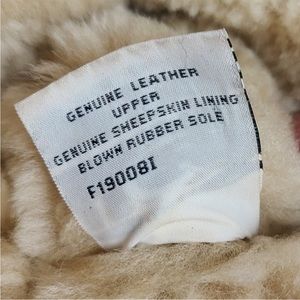 GENUINE LEATHER
UPPER
GENUINE SHEEPSKIN LINING
BLOWN RUBBER SOLE
F19008I